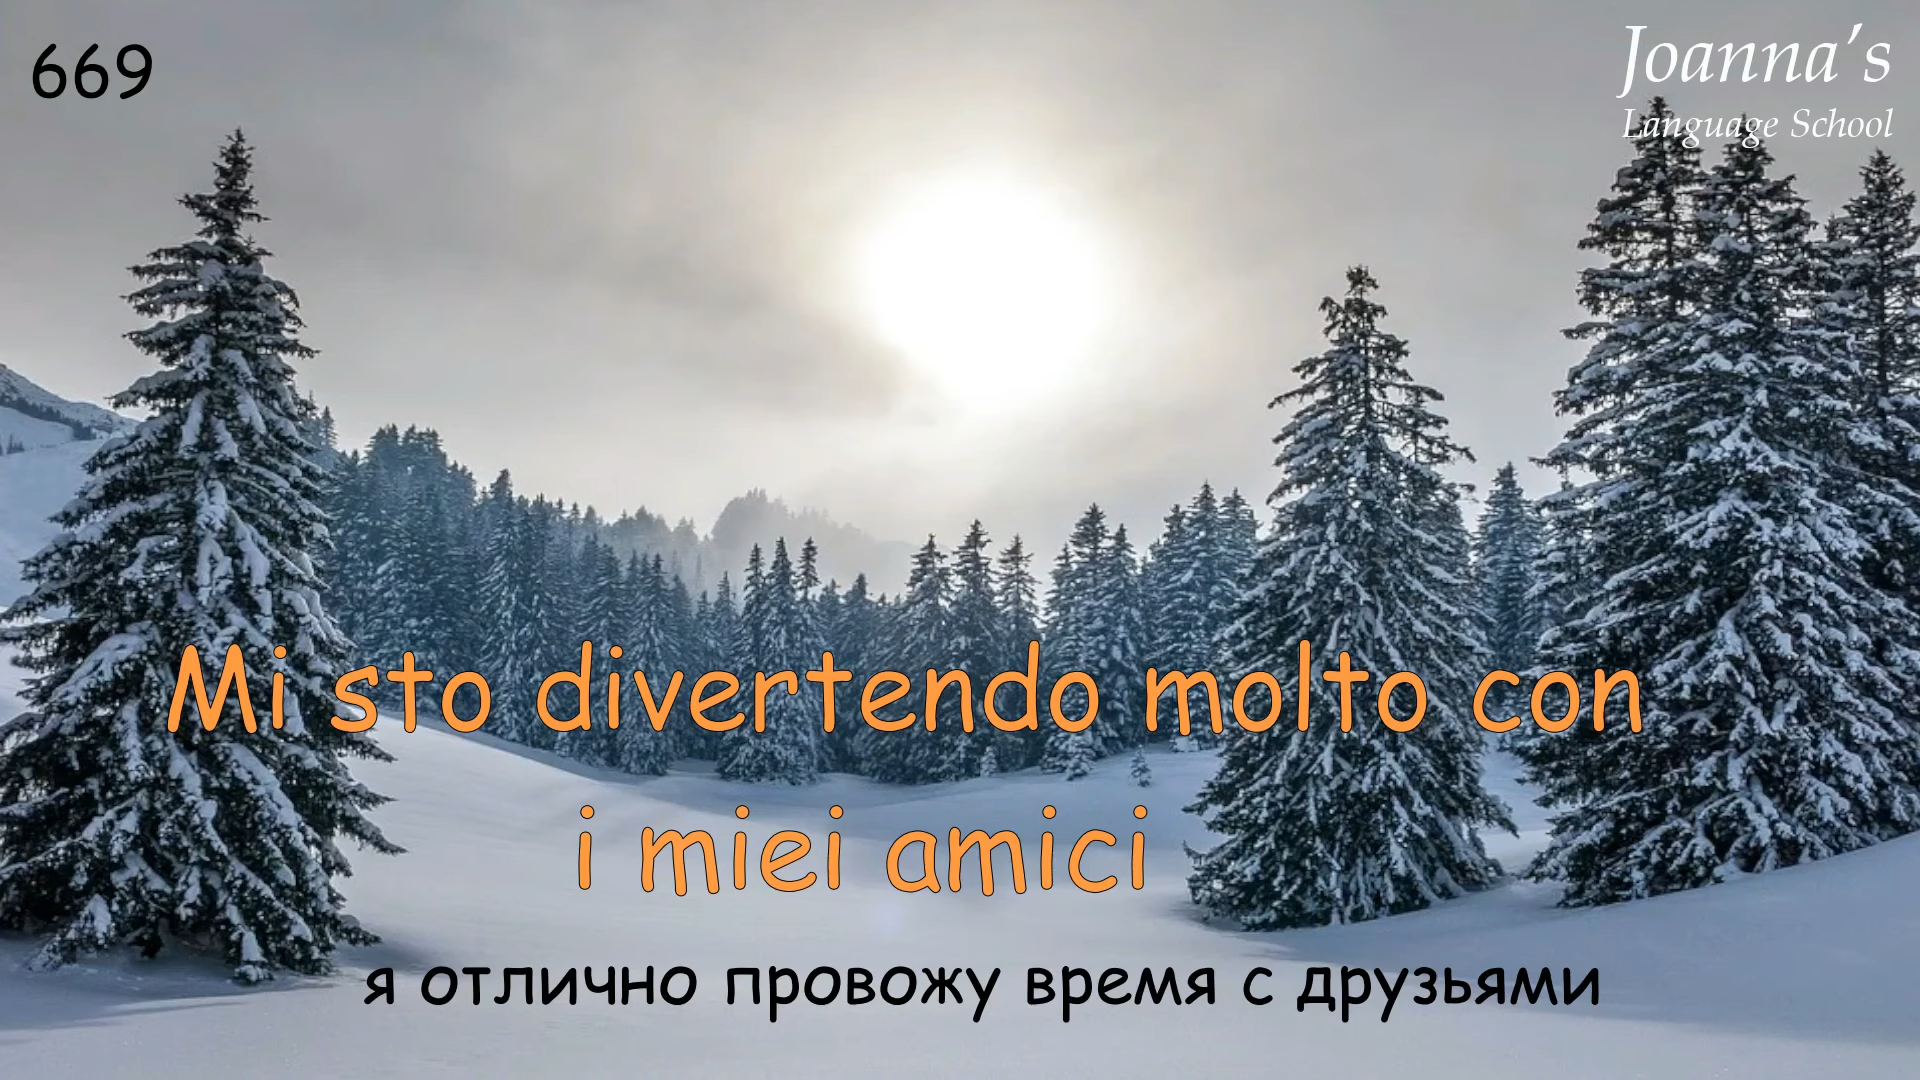 669
Joanna's
Language School
Mi sto divertendo molto con
i miei amici
я отлично провожу время с друзьями